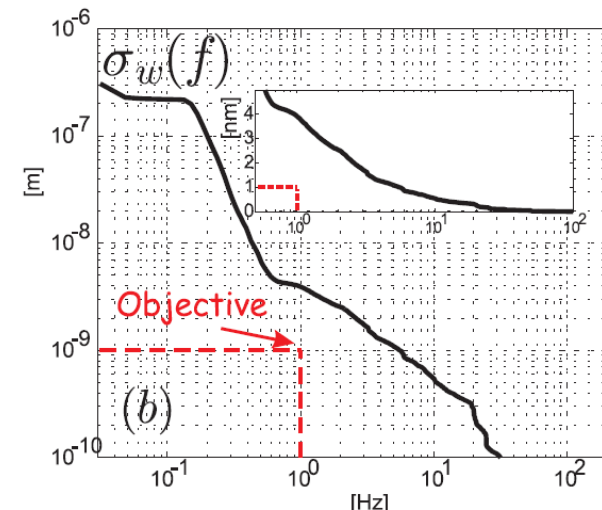 10^{-6}
σ_w(f)
10^{-7}
[m]
10^{-8}
10^{-9}
10^{-10}
[nm]
4
3
2
1
0
10^0
10^1
10^2
Objective
(b)
10^{-1}
10^0
10^1
10^2
[Hz]